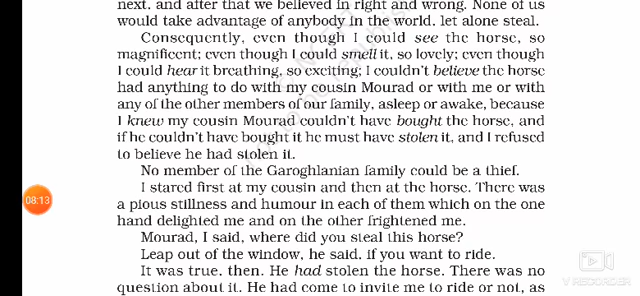 next, and after that we believed in right and wrong. None of us
would take advantage of anybody in the world, let alone steal.
Consequently, even though I could see the horse, so
magnificent; even though I could smell it, so lovely; even though
I could hear it breathing, so exciting; I couldn't believe the horse
had anything to do with my cousin Mourad or with me or with
any of the other members of our family, asleep or awake, because
I knew my cousin Mourad couldn't have bought the horse, and
if he couldn't have bought it he must have stolen it, and I refused
to believe he had stolen it.
No member of the Garoghlanian family could be a thief.
I stared first at my cousin and then at the horse. There was
a pious stillness and humour in each of them which on the one
hand delighted me and on the other frightened me.
Mourad, I said, where did you steal this horse?
Leap out of the window, he said, if you want to ride.
It was true, then. He had stolen the horse. There was no
question about it. He had come to invite me to ride or not, as
08:13
V RECORDER